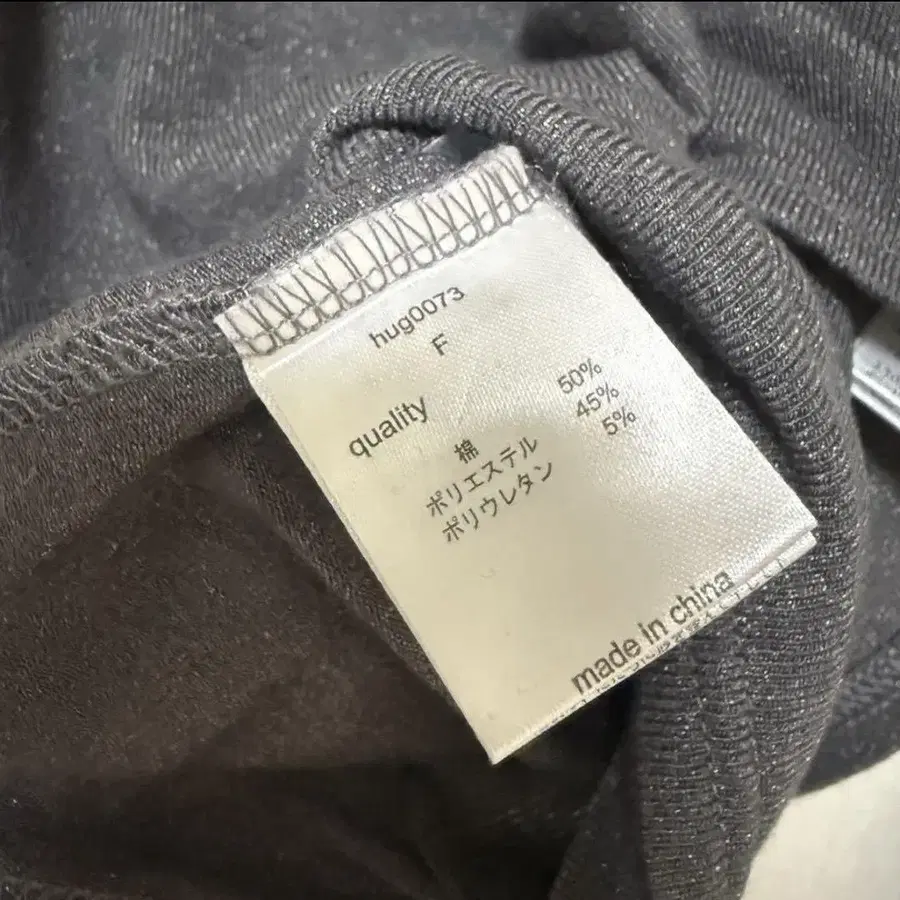 hug0073
F
quality
棉 50%
ポリエステル 45%
ポリウレタン 5%
made in china